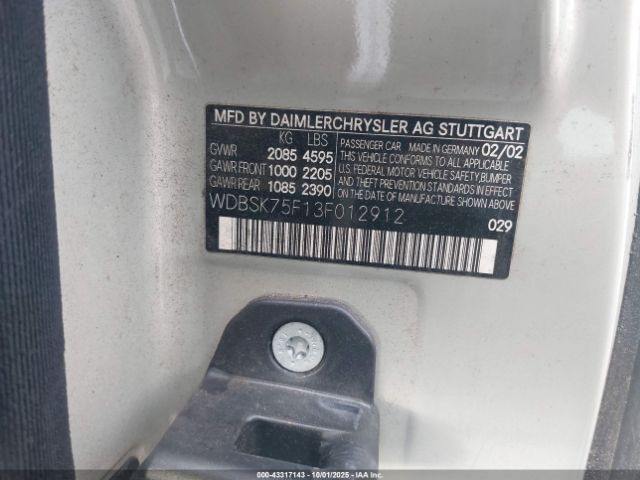 MFD BY DAIMLERCHRYSLER AG STUTTGART
KG LBS
GVWR 2085 4595
GAWR FRONT 1000 2205
GAWR REAR 1085 2390
PASSENGER CAR MADE IN GERMANY 02/02
THIS VEHICLE CONFORMS TO ALL APPLICABLE
U.S. FEDERAL MOTOR VEHICLE SAFETY, BUMPER
AND THEFT PREVENTION STANDARDS IN
EFFECT ON THE DATE OF MANUFACTURE
SHOWN ABOVE
WDBSK75F13F012912
029
000-43317143 - 10/01/2025 - IAA Inc.